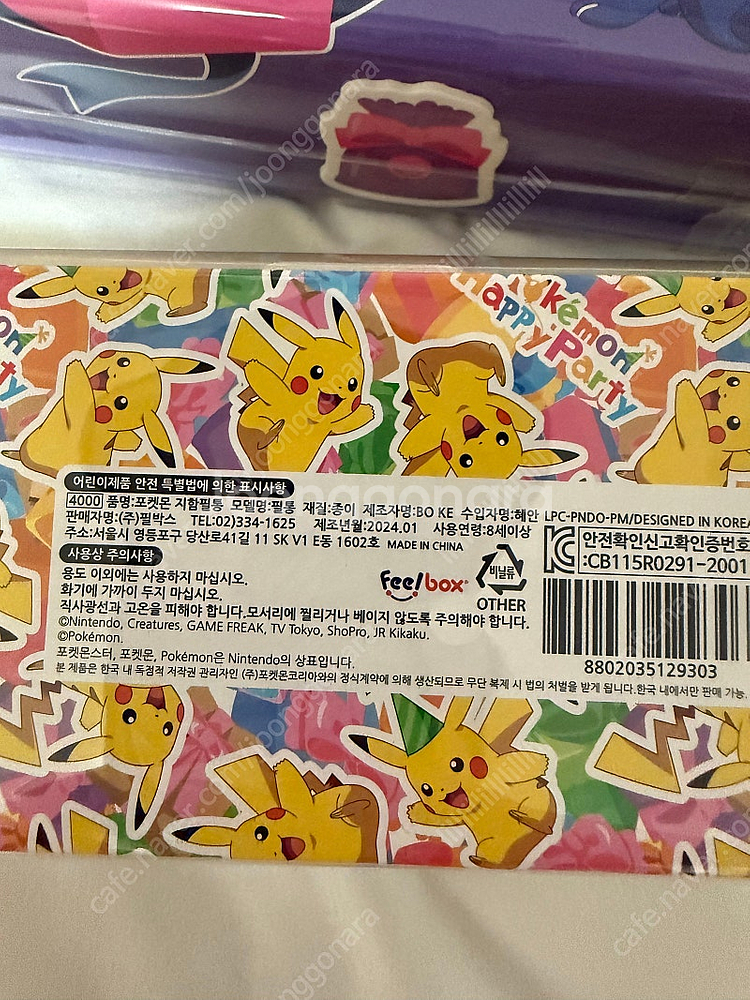 Pokémon
Happy Party
어린이제품 안전 특별법에 의한 표시사항
4000 품명:포켓몬 지함필통 모델명:필통 재질:종이 제조자명:BO KE 수입자명:혜안 LPC-PNDO-PM/DESIGNED IN KOREA
판매자명:(주)필박스 TEL:02)334-1625 제조년월:2024.01 사용연령:8세이상
주소:서울시 영등포구 당산로41길 11 SK V1 E동 1602호 MADE IN CHINA
안전확인신고확인증번호
:CB115R0291-2001
사용상 주의사항
용도 이외에는 사용하지 마십시오.
화기에 가까이 두지 마십시오.
직사광선과 고온을 피해야 합니다.모서리에 찔리거나 베이지 않도록 주의해야 합니다.
©Nintendo, Creatures, GAME FREAK, TV Tokyo, ShoPro, JR Kikaku.
©Pokémon.
포켓몬스터, 포켓몬, Pokémon은 Nintendo의 상표입니다.
본 제품은 한국 내 독점적 저작권 관리자인 (주)포켓몬코리아와의 정식계약에 의해 생산되므로 무단 복제 시 법의 처벌을 받게 됩니다.한국 내에서만 판매 가능.
Feel box
비닐류
OTHER
8802035129303
joonggonara
cafe.naver.com/joonggonara